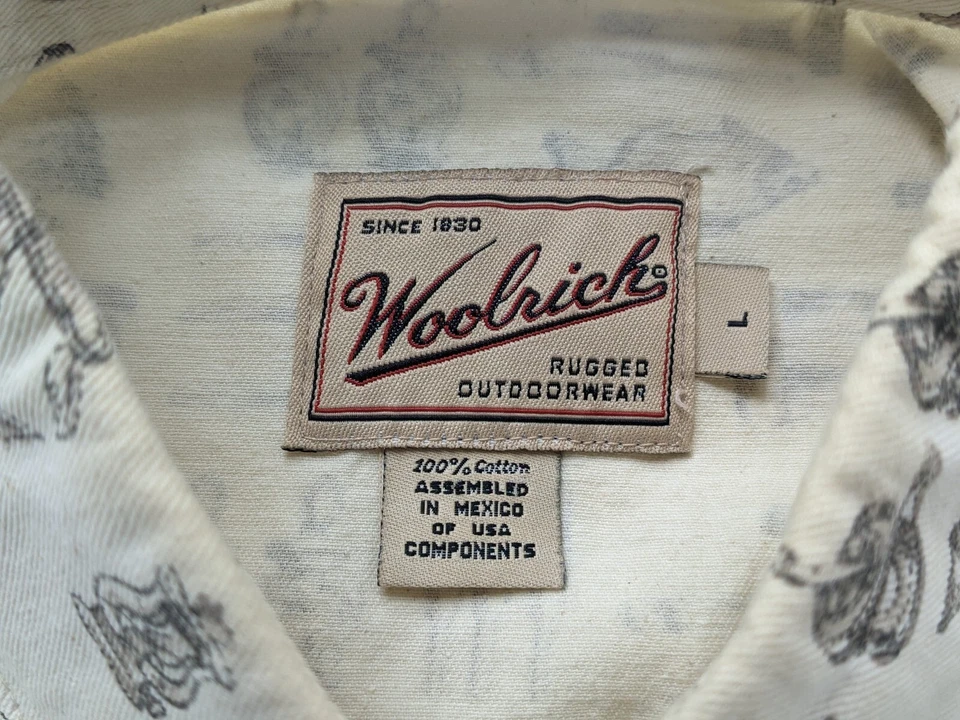 SINCE 1830
Woolrich®
RUGGED
OUTDOORWEAR
L
100% Cotton
ASSEMBLED
IN MEXICO
OF USA
COMPONENTS